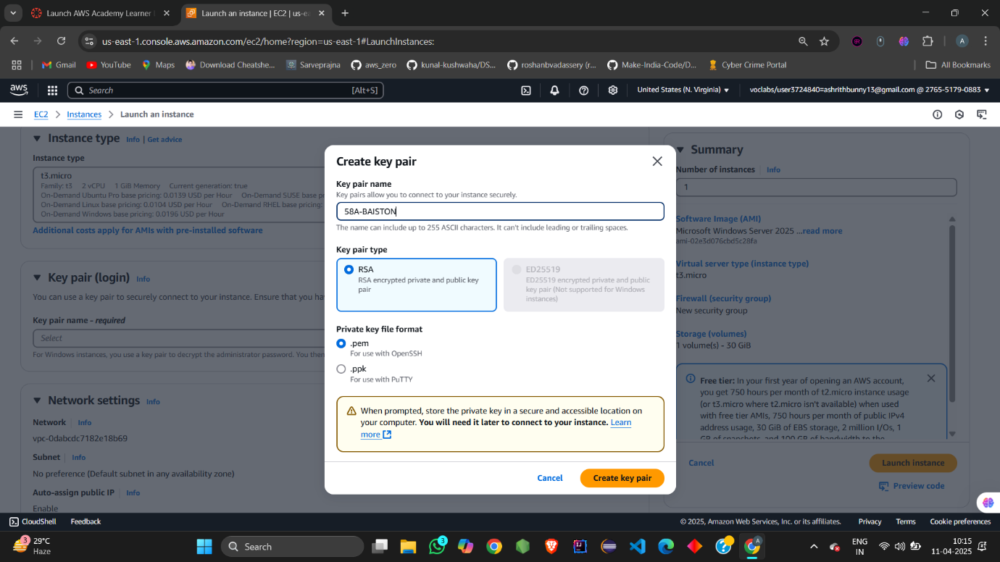 Launch AWS Academy Learner
Launch an instance | EC2 | us-ea
us-east-1.console.aws.amazon.com/ec2/home?region=us-east-1#LaunchInstances:
A
Gmail
YouTube
Maps
Download Cheatshe...
Sarveprajna
aws_zero
kunal-kushwaha/DS...
roshanbvadassery (r...
Make-India-Code/D...
Cyber Crime Portal
All Bookmarks
aws
Search
[Alt+S]
United States (N. Virginia)
voclabs/user3724840=ashrithbunny13@gmail.com @ 2765-5179-0883
EC2
Instances
Launch an instance
Instance type
Info | Get advice
Instance type
t3.micro
Family: t3 2 vCPU 1 GiB Memory Current generation: true
On-Demand Ubuntu Pro base pricing: 0.0139 USD per Hour On-Demand SUSE base pr
On-Demand Linux base pricing: 0.0104 USD per Hour On-Demand RHEL base pricing:
On-Demand Windows base pricing: 0.0196 USD per Hour
Additional costs apply for AMIs with pre-installed software
Key pair (login) Info
You can use a key pair to securely connect to your instance. Ensure that you hav
Key pair name - required
Select
For Windows instances, you use a key pair to decrypt the administrator password. You then
Network settings Info
Network Info
vpc-0dabcdc7182e18b69
Subnet Info
No preference (Default subnet in any availability zone)
Auto-assign public IP Info
Enable
Create key pair
Key pair name
Key pairs allow you to connect to your instance securely.
58A-BAISTON
The name can include up to 255 ASCII characters. It can't include leading or trailing spaces.
Key pair type
RSA
RSA encrypted private and public key
pair
ED25519
ED25519 encrypted private and public
key pair (Not supported for Windows
instances)
Private key file format
.pem
For use with OpenSSH
.ppk
For use with PuTTY
When prompted, store the private key in a secure and accessible location on
your computer. You will need it later to connect to your instance. Learn
more
Cancel
Create key pair
Summary
Number of instances Info
1
Software Image (AMI)
Microsoft Windows Server 2025 ...read more
ami-02e3d076cbd5c28fa
Virtual server type (instance type)
t3.micro
Firewall (security group)
New security group
Storage (volumes)
1 volume(s) - 30 GiB
Free tier: In your first year of opening an AWS account,
you get 750 hours per month of t2.micro instance usage
(or t3.micro where t2.micro isn't available) when used
with free tier AMIs, 750 hours per month of public IPv4
address usage, 30 GiB of EBS storage, 2 million I/Os, 1
GB of snapshots, and 100 GB of bandwidth to the
Cancel
Launch instance
Preview code
CloudShell
Feedback
© 2025, Amazon Web Services, Inc. or its affiliates.
Privacy
Terms
Cookie preferences
3
29°C
Haze
Search
3
A
ENG
IN
10:15
11-04-2025